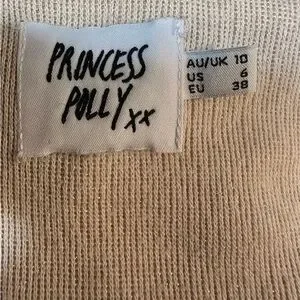 PRINCESS
POLLY xx
AU/UK 10
US 6
EU 38